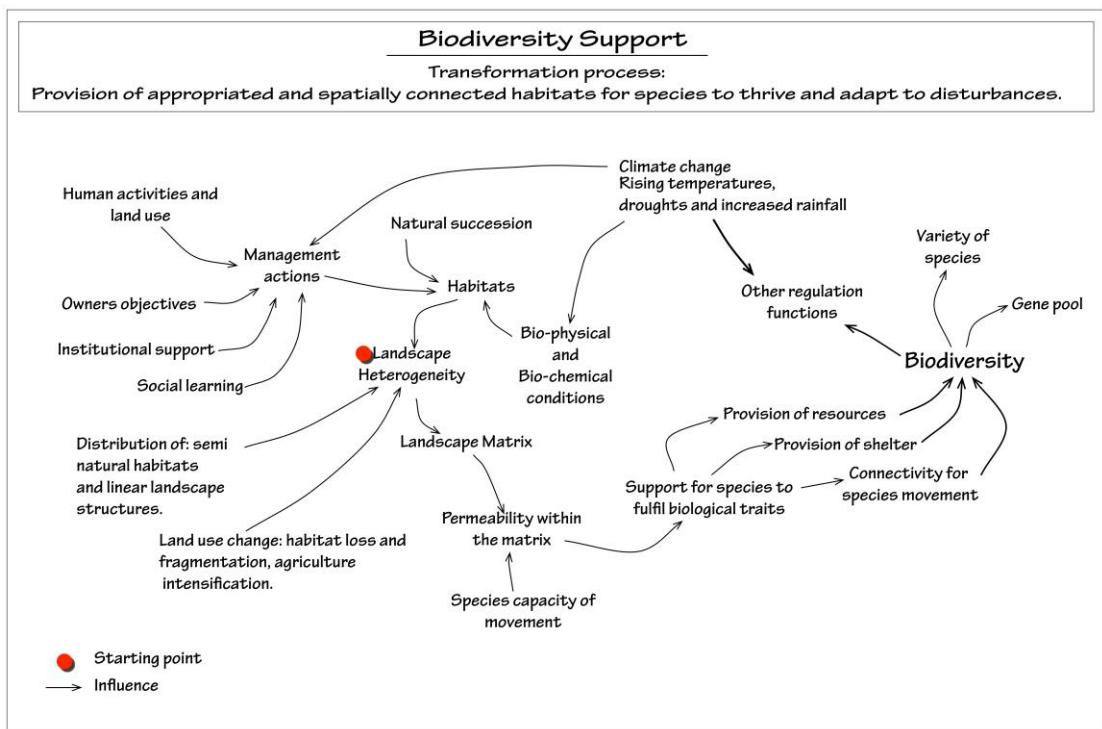 Biodiversity Support
Transformation process:
Provision of appropriated and spatially connected habitats for species to thrive and adapt to disturbances.
Climate change
Rising temperatures,
droughts and increased rainfall
Human activities and
land use
Natural succession
Variety of
species
Management
actions
Habitats
Other regulation
functions
Gene pool
Owners objectives
Institutional support
Social learning
Landscape
Heterogeneity
Bio-physical
and
Bio-chemical
conditions
Biodiversity
Provision of resources
Provision of shelter
Connectivity for
species movement
Distribution of: semi
natural habitats
and linear landscape
structures.
Landscape Matrix
Support for species to
fulfil biological traits
Permeability within
the matrix
Land use change: habitat loss and
fragmentation, agriculture
intensification.
Species capacity of
movement
Starting point
Influence